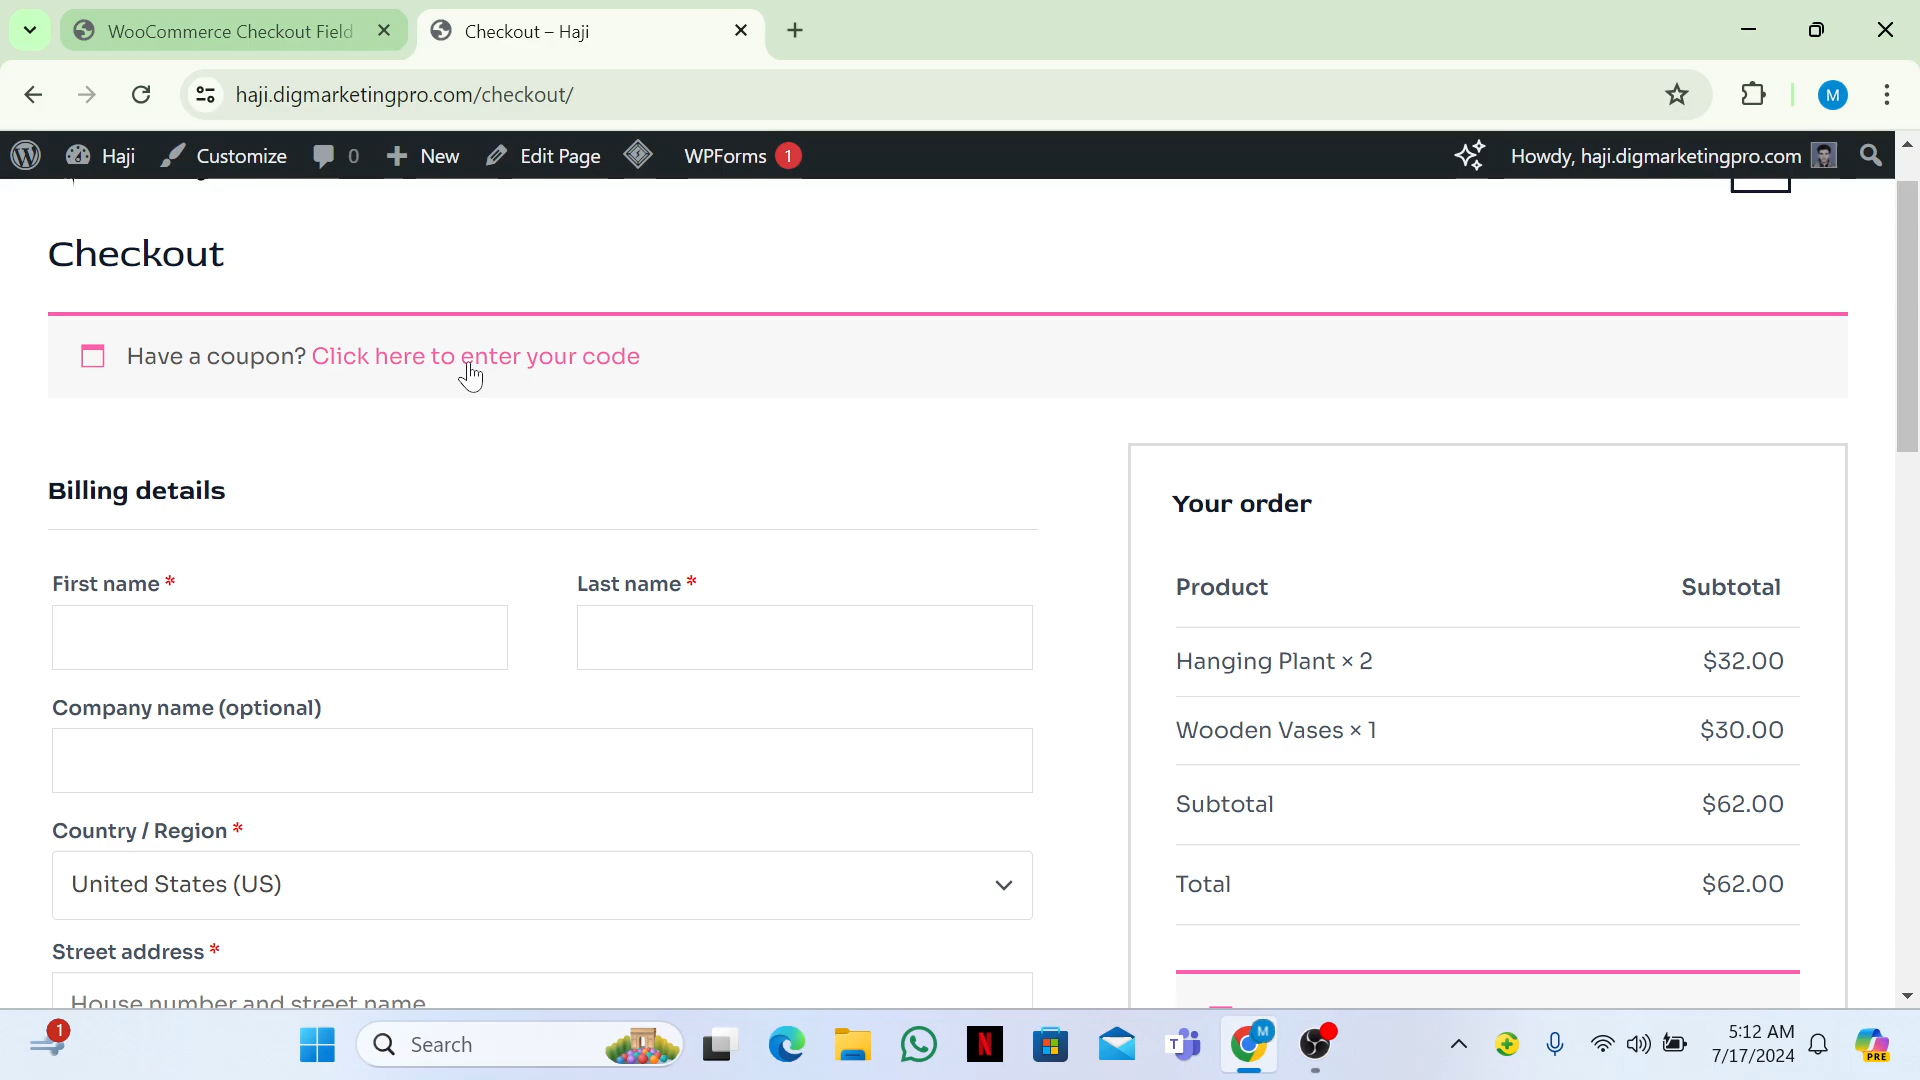 WooCommerce Checkout Field
Checkout – Haji
haji.digmarketingpro.com/checkout/
M
Haji
Customize
0
New
Edit Page
WPForms 1
Howdy, haji.digmarketingpro.com
Checkout
Have a coupon? Click here to enter your code
Billing details
First name *
Last name *
Company name (optional)
Country / Region *
United States (US)
Street address *
House number and street name
Your order
Product Subtotal
Hanging Plant × 2 $32.00
Wooden Vases × 1 $30.00
Subtotal $62.00
Total $62.00
1
Search
N
T
M
5:12 AM
7/17/2024
PRE